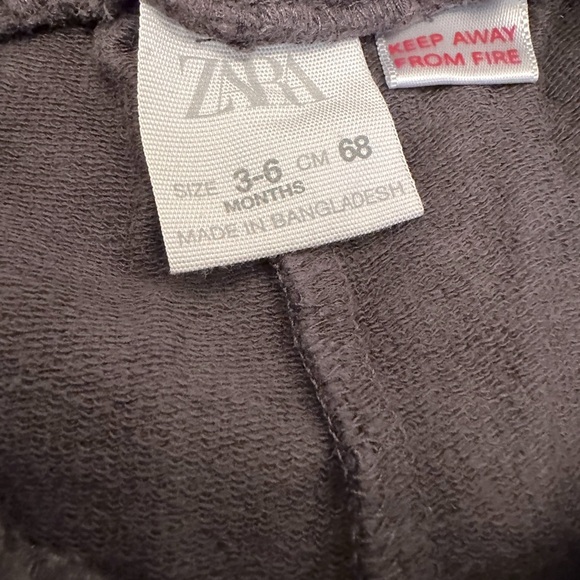 ZARA
SIZE 3-6 CM 68
MONTHS
MADE IN BANGLADESH
KEEP AWAY
FROM FIRE